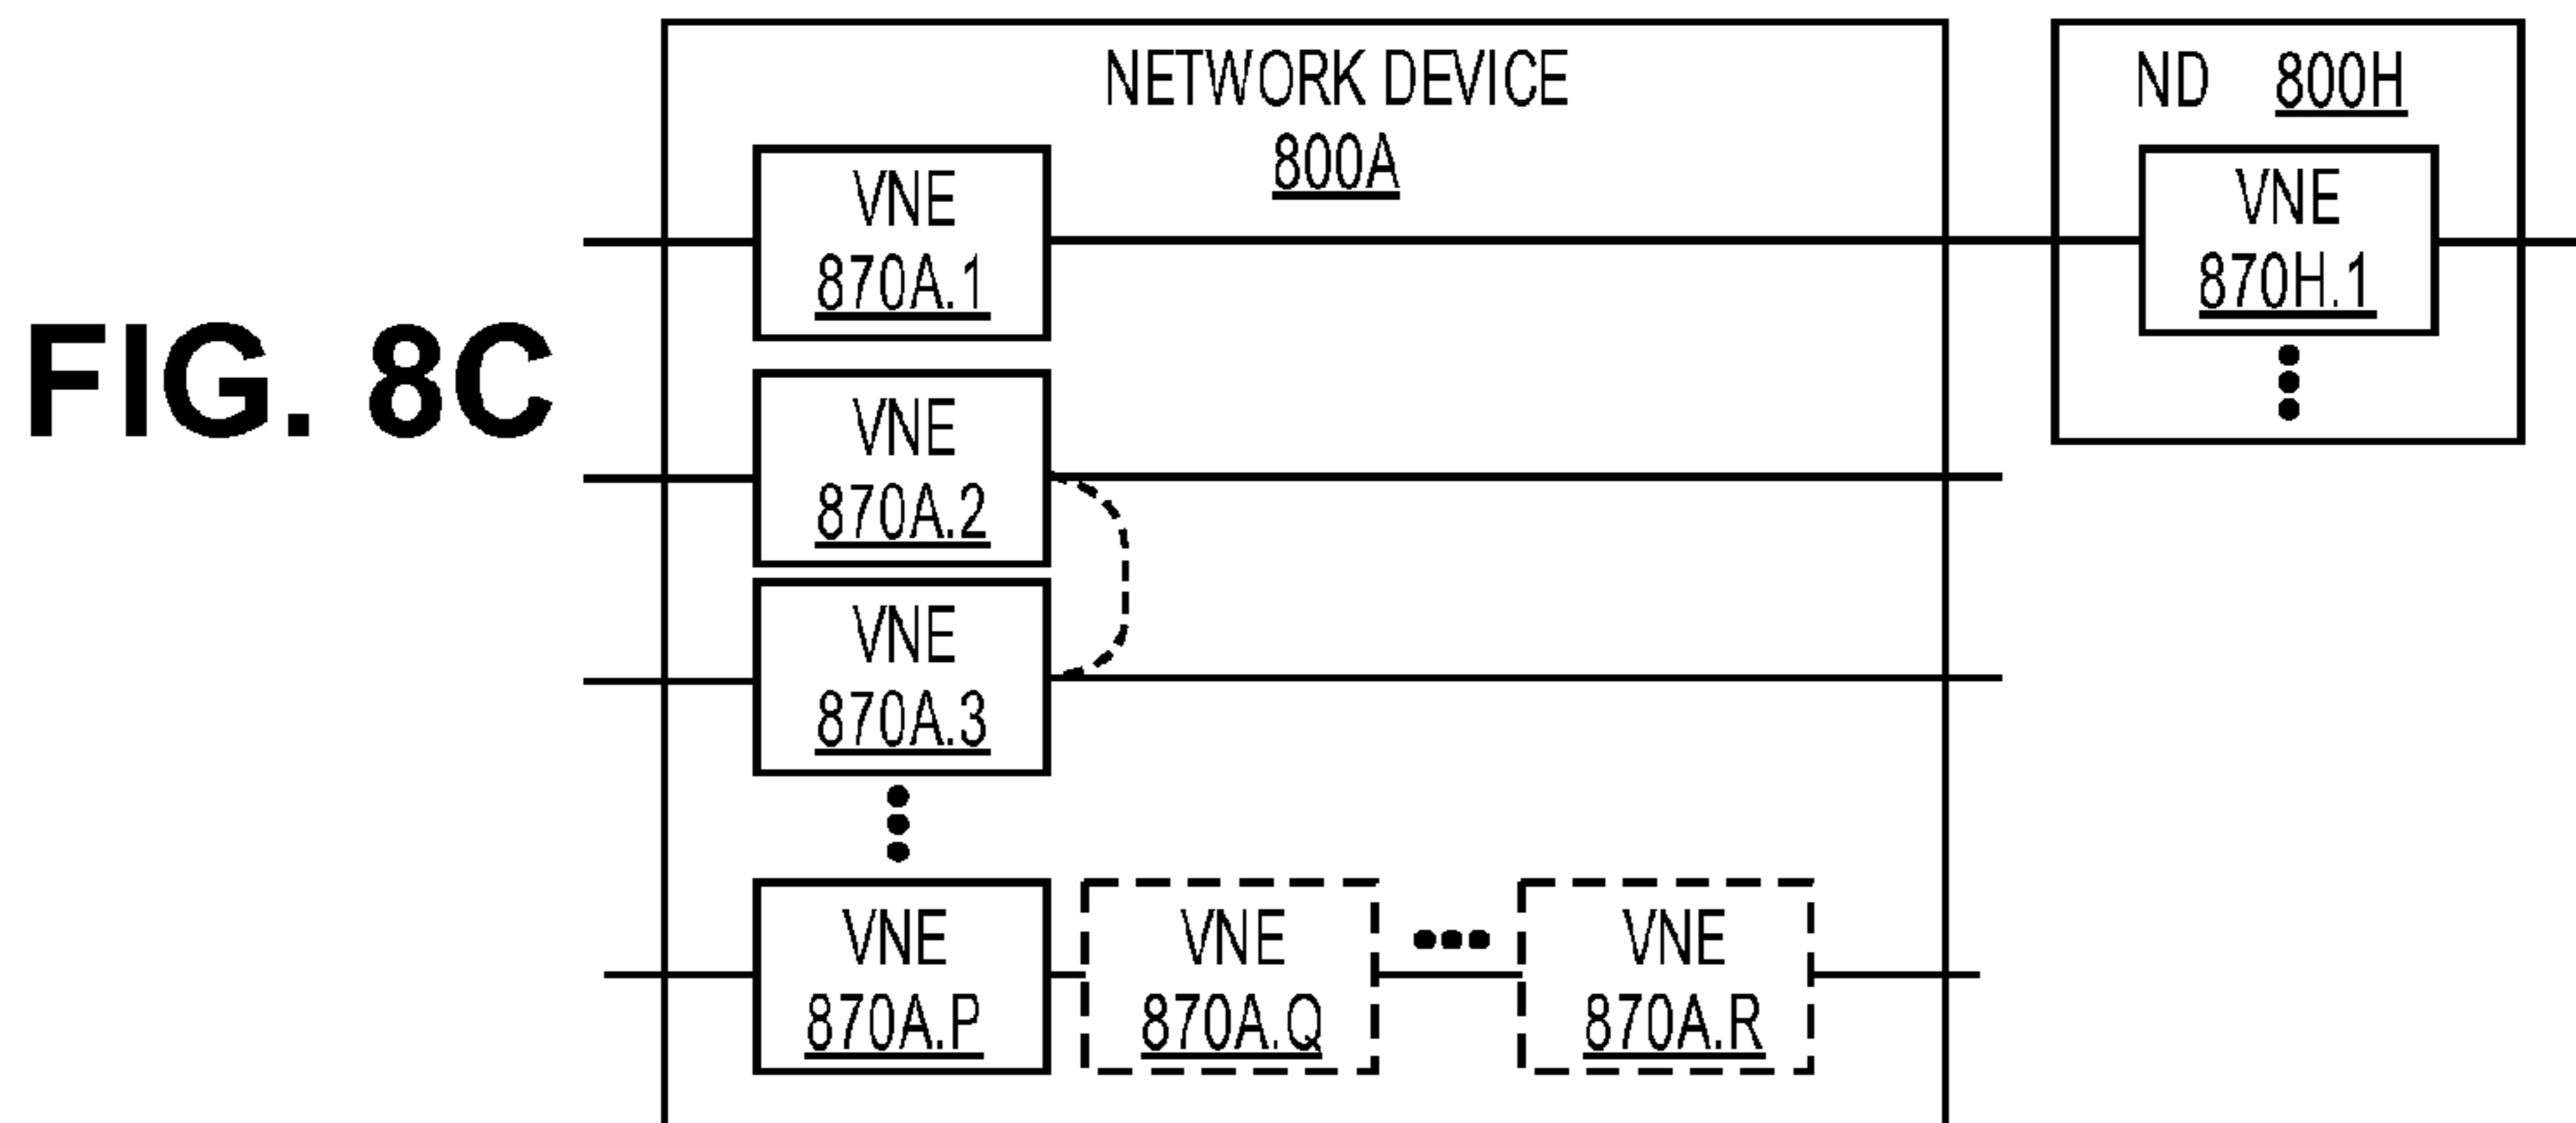 FIG. 8C
NETWORK DEVICE
800A
VNE
870A.1
VNE
870A.2
VNE
870A.3
VNE
870A.P
VNE
870A.Q
VNE
870A.R
ND 800H
VNE
870H.1